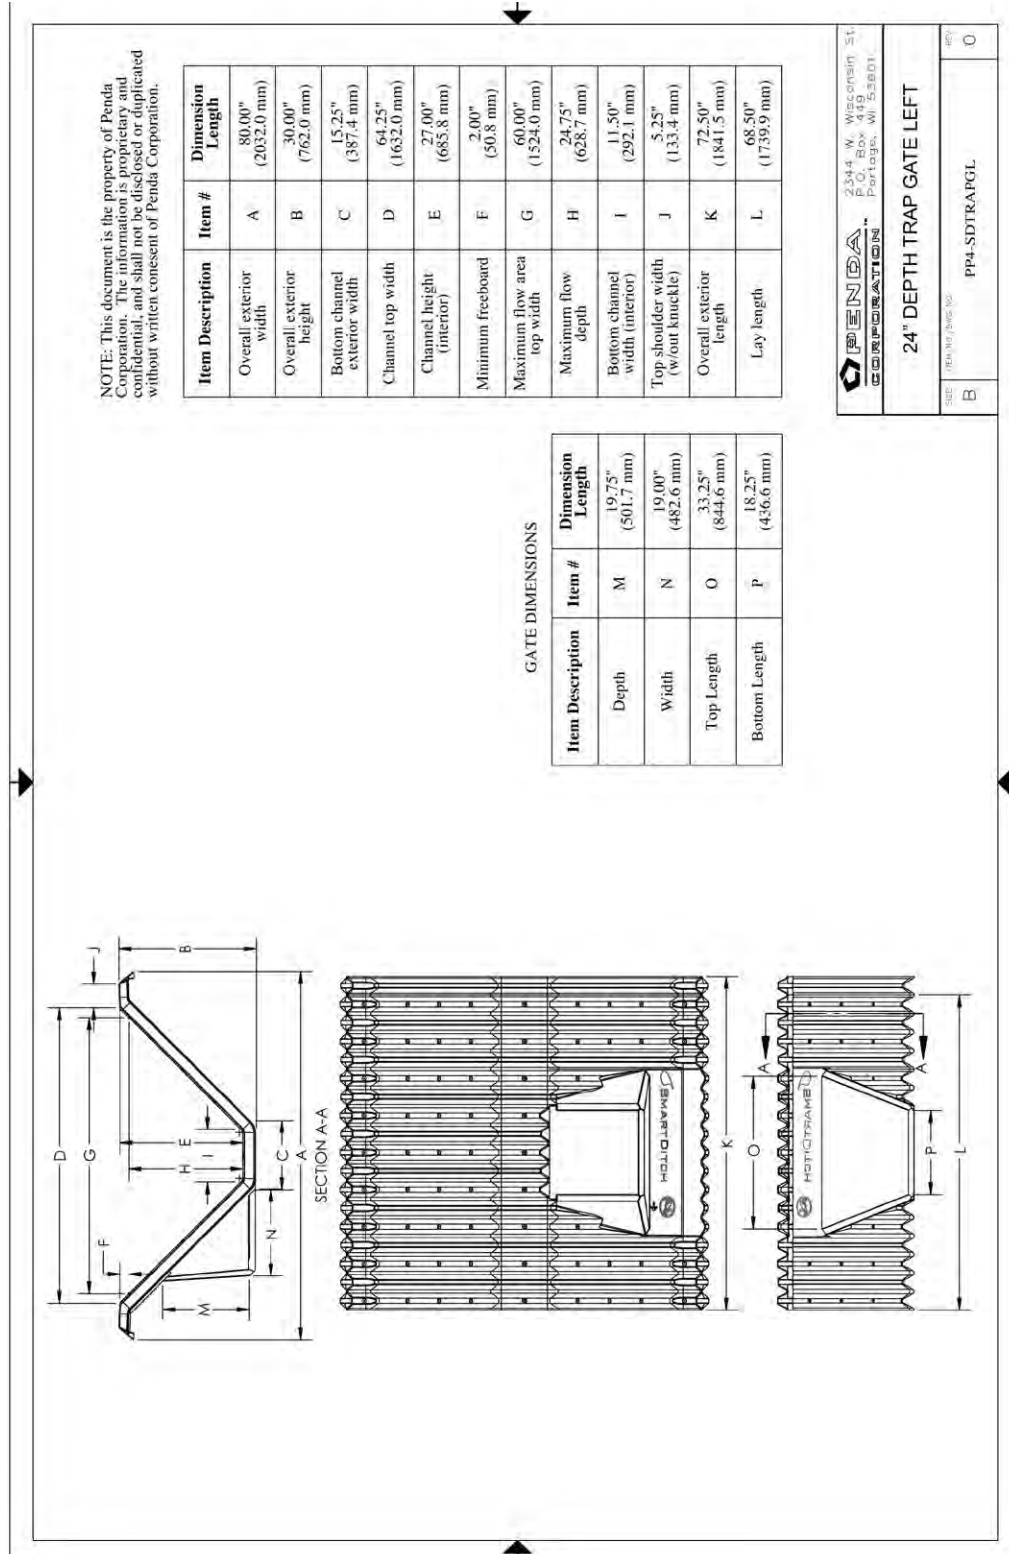 NOTE: This document is the property of Penda
Corporation. The information is proprietary and
confidential, and shall not be disclosed or duplicated
without written conesent of Penda Corporation.
Item Description Item # Dimension Length
Overall exterior width A 80.00" (2032.0 mm)
Overall exterior height B 30.00" (762.0 mm)
Bottom channel exterior width C 15.25" (387.4 mm)
Channel top width D 64.25" (1632.0 mm)
Channel height (interior) E 27.00" (685.8 mm)
Minimum freeboard F 2.00" (50.8 mm)
Maximum flow area top width G 60.00" (1524.0 mm)
Maximum flow depth H 24.75" (628.7 mm)
Bottom channel width (interior) I 11.50" (292.1 mm)
Top shoulder width (w/out knuckle) J 5.25" (133.4 mm)
Overall exterior length K 72.50" (1841.5 mm)
Lay length L 68.50" (1739.9 mm)
GATE DIMENSIONS
Item Description Item # Dimension Length
Depth M 19.75" (501.7 mm)
Width N 19.00" (482.6 mm)
Top Length O 33.25" (844.6 mm)
Bottom Length P 18.25" (436.6 mm)
D
G
F
J
E
H
I
B
M
N
C
A
SECTION A-A
SMARTDITCH
K
A
A
O
SMARTDITCH
P
L
PENDA
CORPORATION
2344 W. Wisconsin St.
P.O. Box 449
Portage, WI 53901
24" DEPTH TRAP GATE LEFT
SIZE ITEM NO./DWG NO. REV
B PP4-SDTRAPGL 0